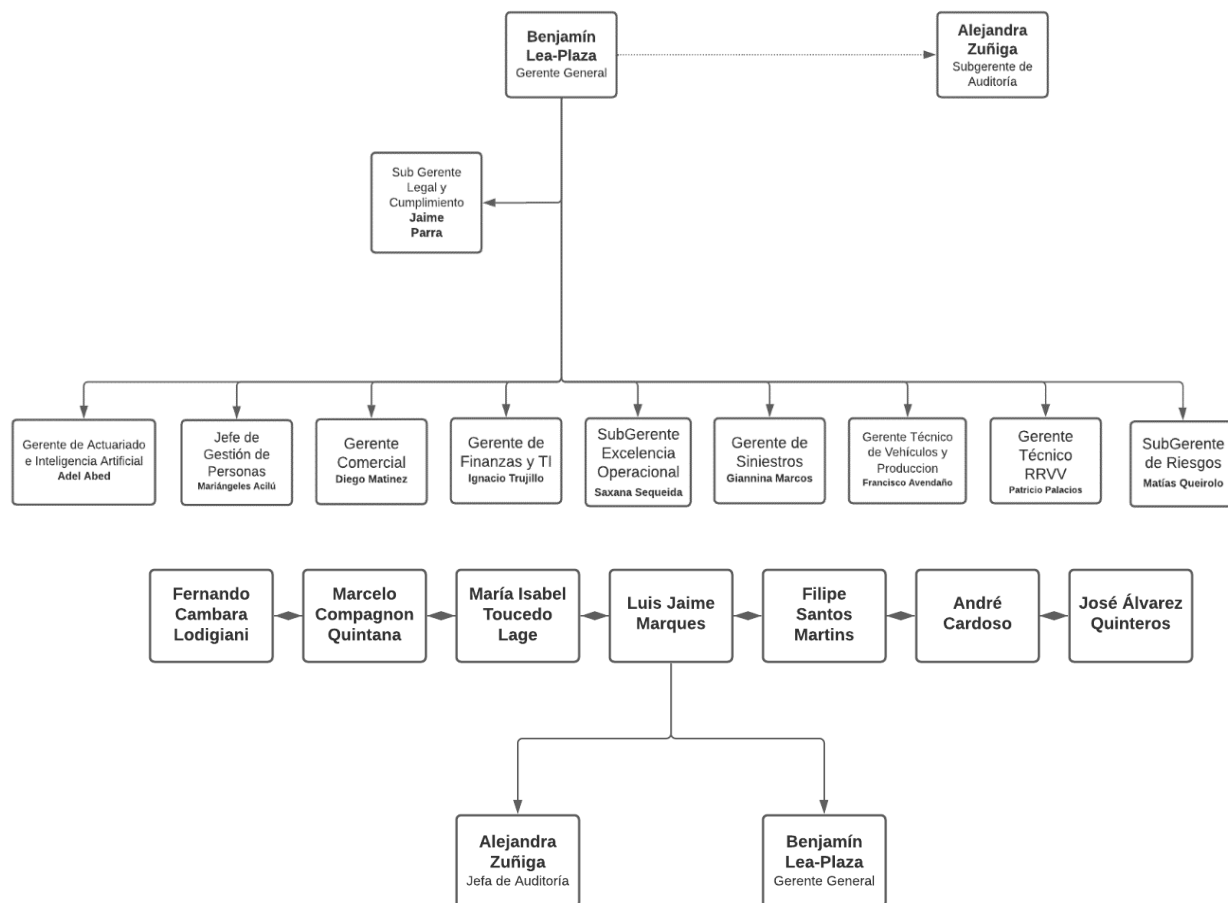 Benjamín
Lea-Plaza
Gerente General
Alejandra
Zuñiga
Subgerente de
Auditoría
Sub Gerente
Legal y
Cumplimiento
Jaime
Parra
Gerente de Actuariado
e Inteligencia Artificial
Adel Abed
Jefe de
Gestión de
Personas
Mariángeles Acilú
Gerente
Comercial
Diego Matinez
Gerente de
Finanzas y TI
Ignacio Trujillo
SubGerente
Excelencia
Operacional
Saxana Sequeida
Gerente de
Siniestros
Giannina Marcos
Gerente Técnico
de Vehículos y
Produccion
Francisco Avendaño
Gerente
Técnico
RRVV
Patricio Palacios
SubGerente
de Riesgos
Matías Queirolo
Fernando
Cambara
Lodigiani
Marcelo
Compagnon
Quintana
María Isabel
Toucedo
Lage
Luis Jaime
Marques
Filipe
Santos
Martins
André
Cardoso
José Álvarez
Quinteros
Alejandra
Zuñiga
Jefa de Auditoría
Benjamín
Lea-Plaza
Gerente General